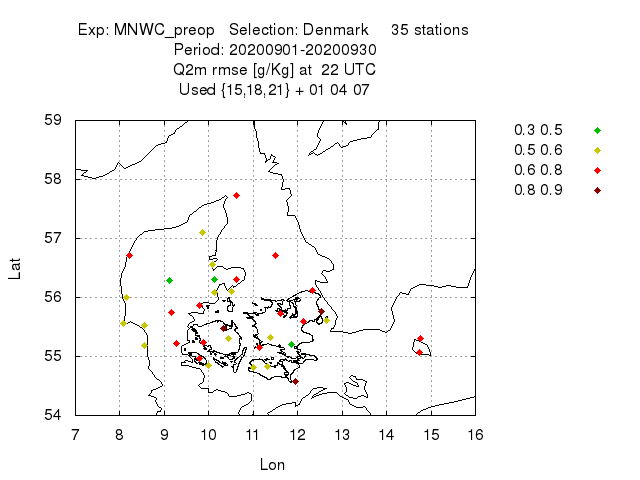 Exp: MNWC_preop   Selection: Denmark     35 stations
Period: 20200901-20200930
Q2m rmse [g/Kg] at  22 UTC
Used {15,18,21} + 01 04 07
0.3 0.5
0.5 0.6
0.6 0.8
0.8 0.9
59
58
57
56
55
54
Lat
7 8 9 10 11 12 13 14 15 16
Lon